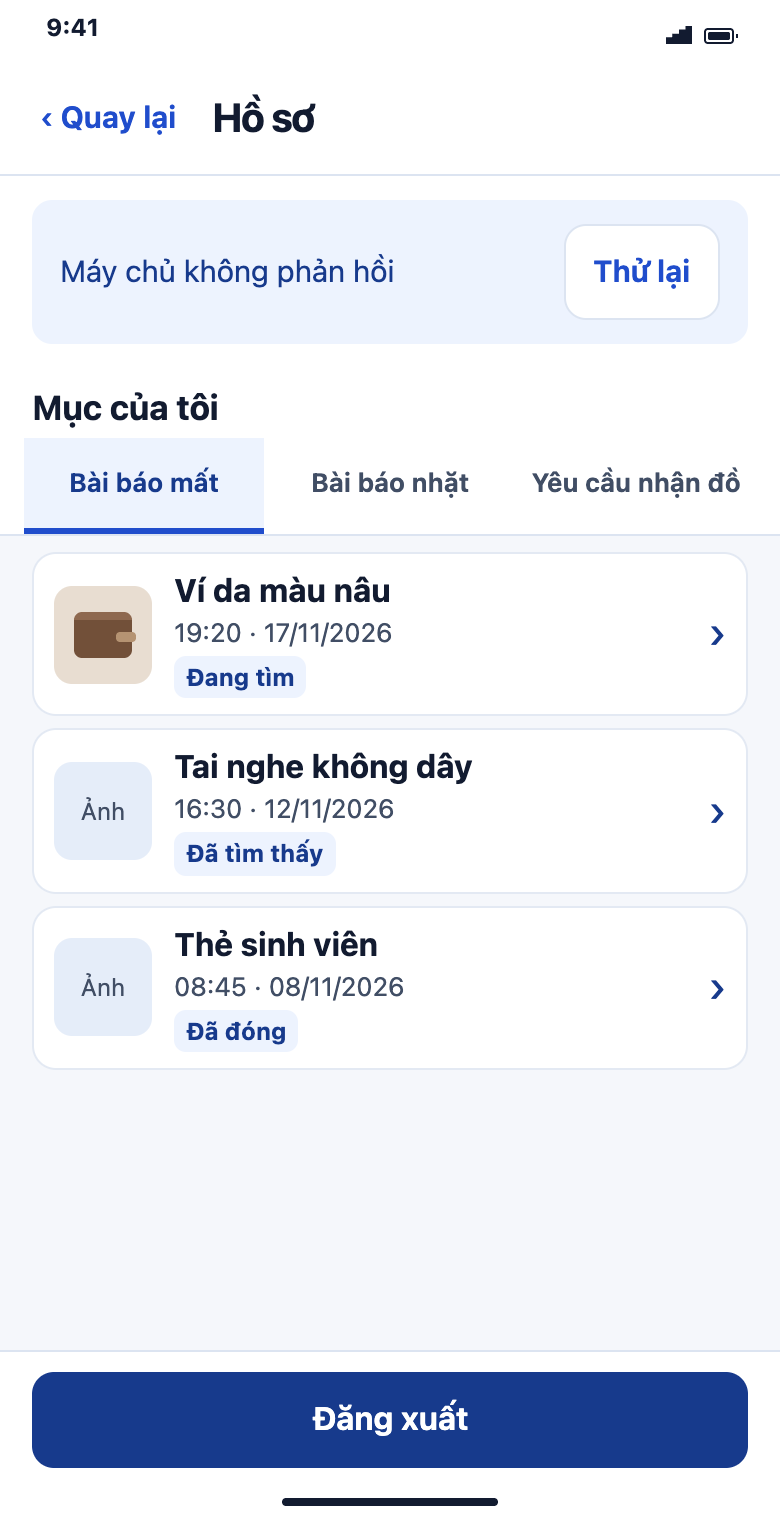 9:41
‹ Quay lại Hồ sơ
Máy chủ không phản hồi Thử lại
Mục của tôi
Bài báo mất Bài báo nhặt Yêu cầu nhận đồ
Ví da màu nâu
19:20 · 17/11/2026
Đang tìm
Ảnh
Tai nghe không dây
16:30 · 12/11/2026
Đã tìm thấy
Ảnh
Thẻ sinh viên
08:45 · 08/11/2026
Đã đóng
Đăng xuất